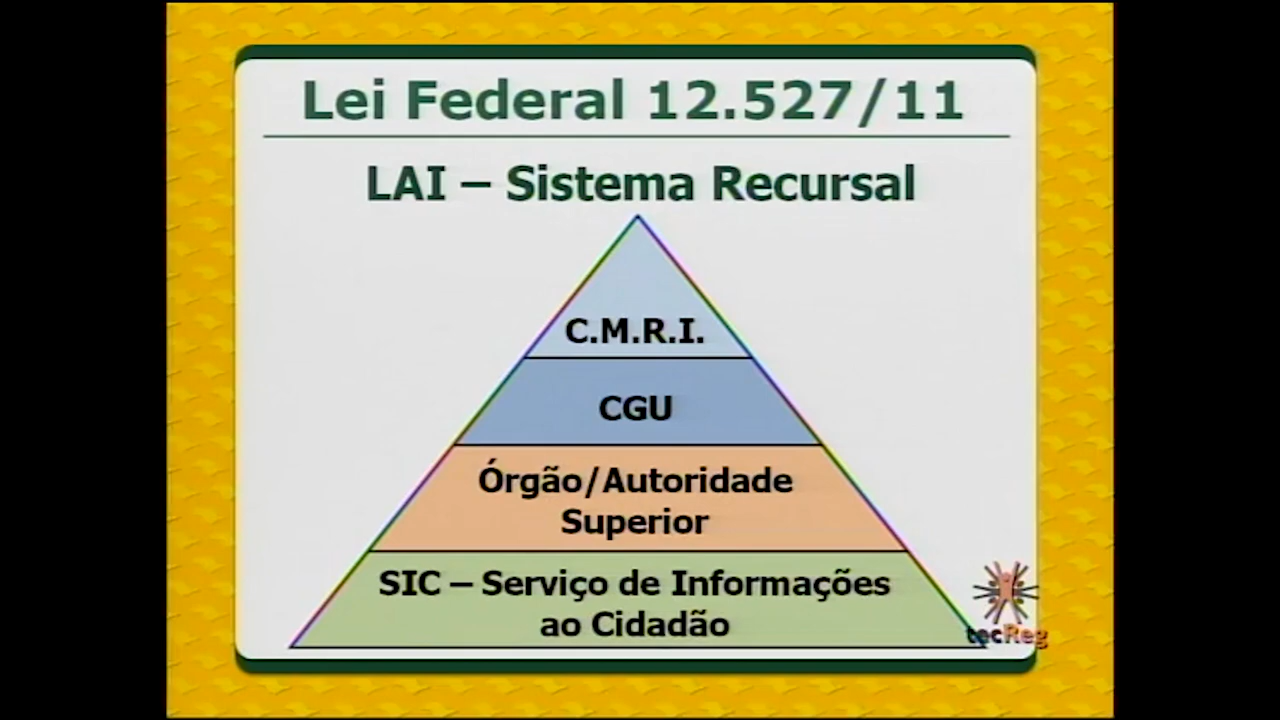 Lei Federal 12.527/11
LAI – Sistema Recursal
C.M.R.I.
CGU
Órgão/Autoridade
Superior
SIC – Serviço de Informações
ao Cidadão
tecReg